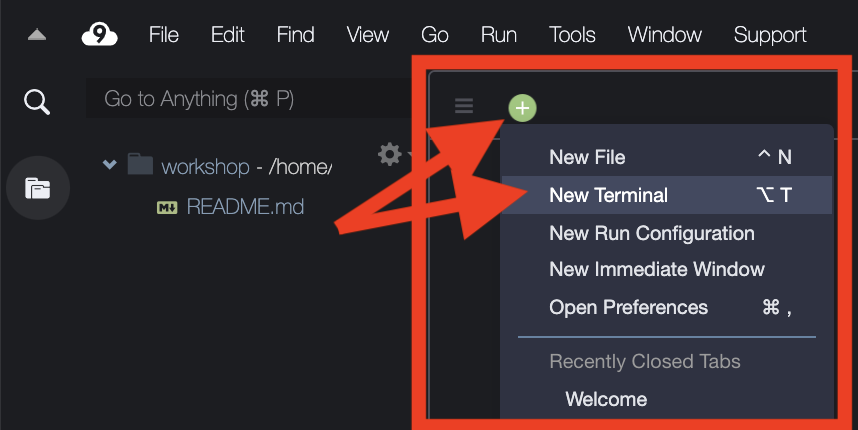 9 File Edit Find View Go Run Tools Window Support
Go to Anything (⌘ P)
workshop - /home/
README.md
New File ^ N
New Terminal ⌥ T
New Run Configuration
New Immediate Window
Open Preferences ⌘ ,
Recently Closed Tabs
Welcome